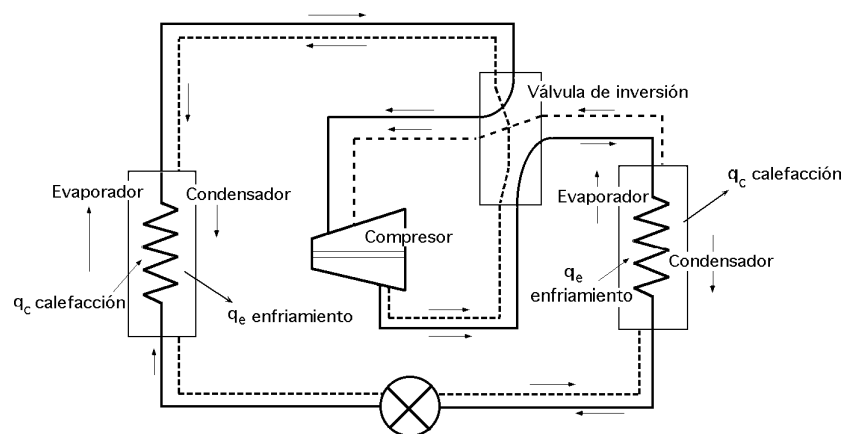 Válvula de inversión
Evaporador
Condensador
q_c calefacción
q_e enfriamiento
Compresor
Evaporador
q_c calefacción
q_e
enfriamiento
Condensador